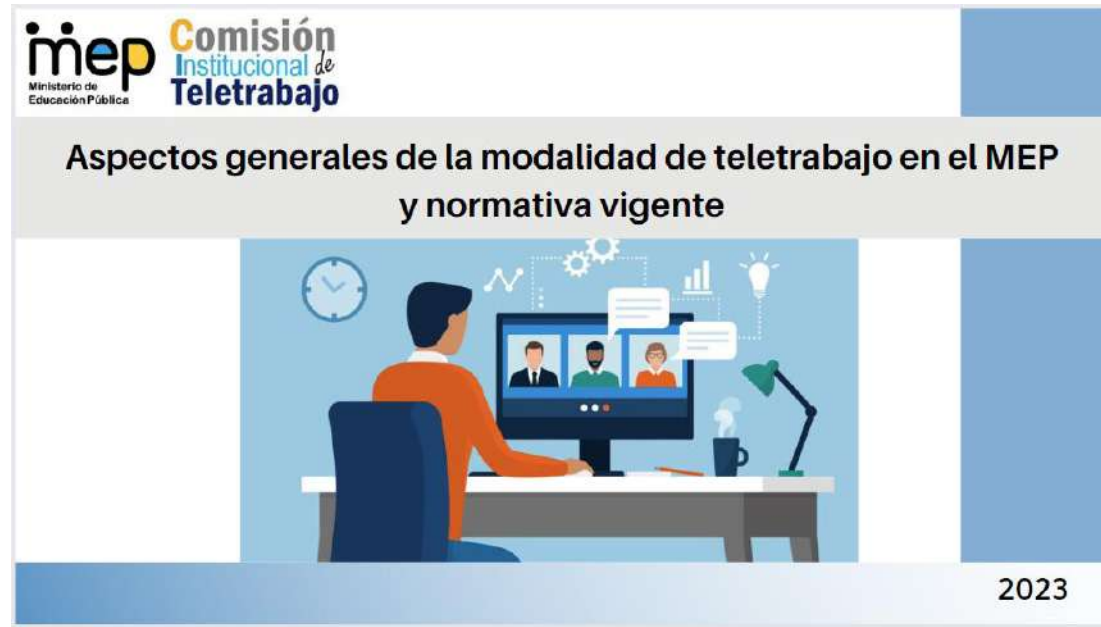 mep
Ministerio de
Educación Pública
Comisión
Institucional de
Teletrabajo
Aspectos generales de la modalidad de teletrabajo en el MEP
y normativa vigente
2023